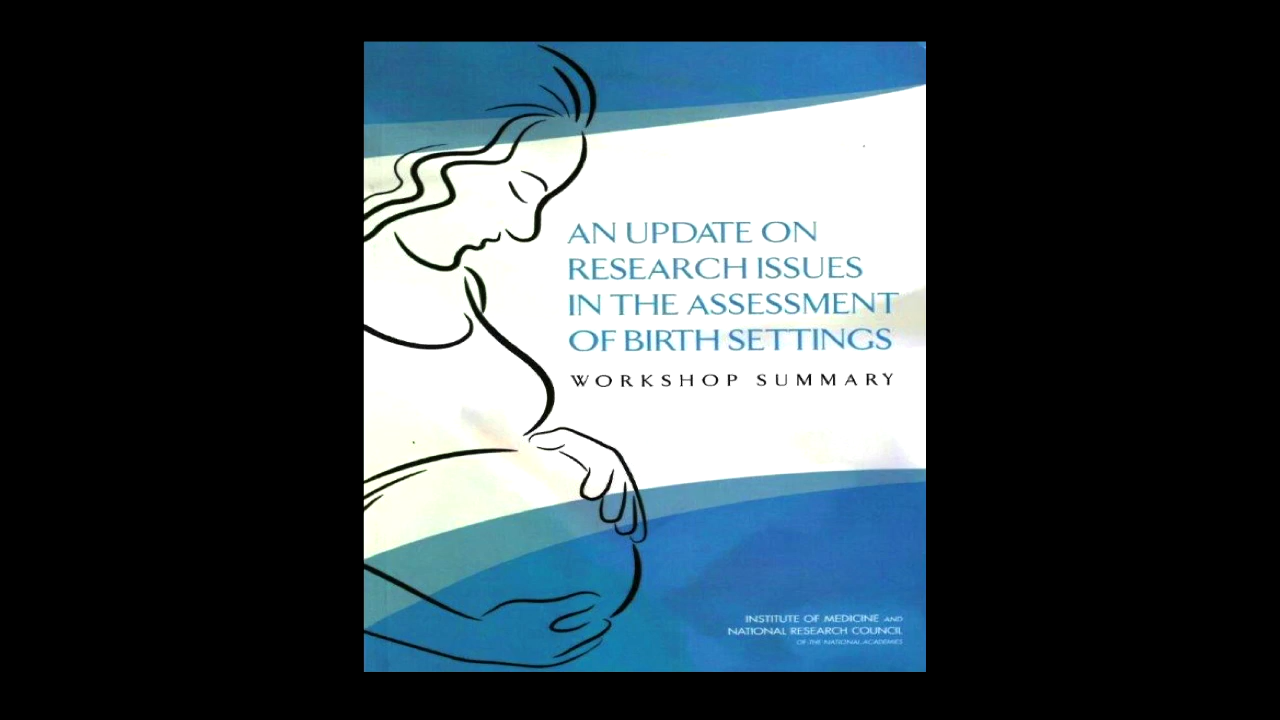 AN UPDATE ON
RESEARCH ISSUES
IN THE ASSESSMENT
OF BIRTH SETTINGS
WORKSHOP SUMMARY
INSTITUTE OF MEDICINE AND
NATIONAL RESEARCH COUNCIL
OF THE NATIONAL ACADEMIES